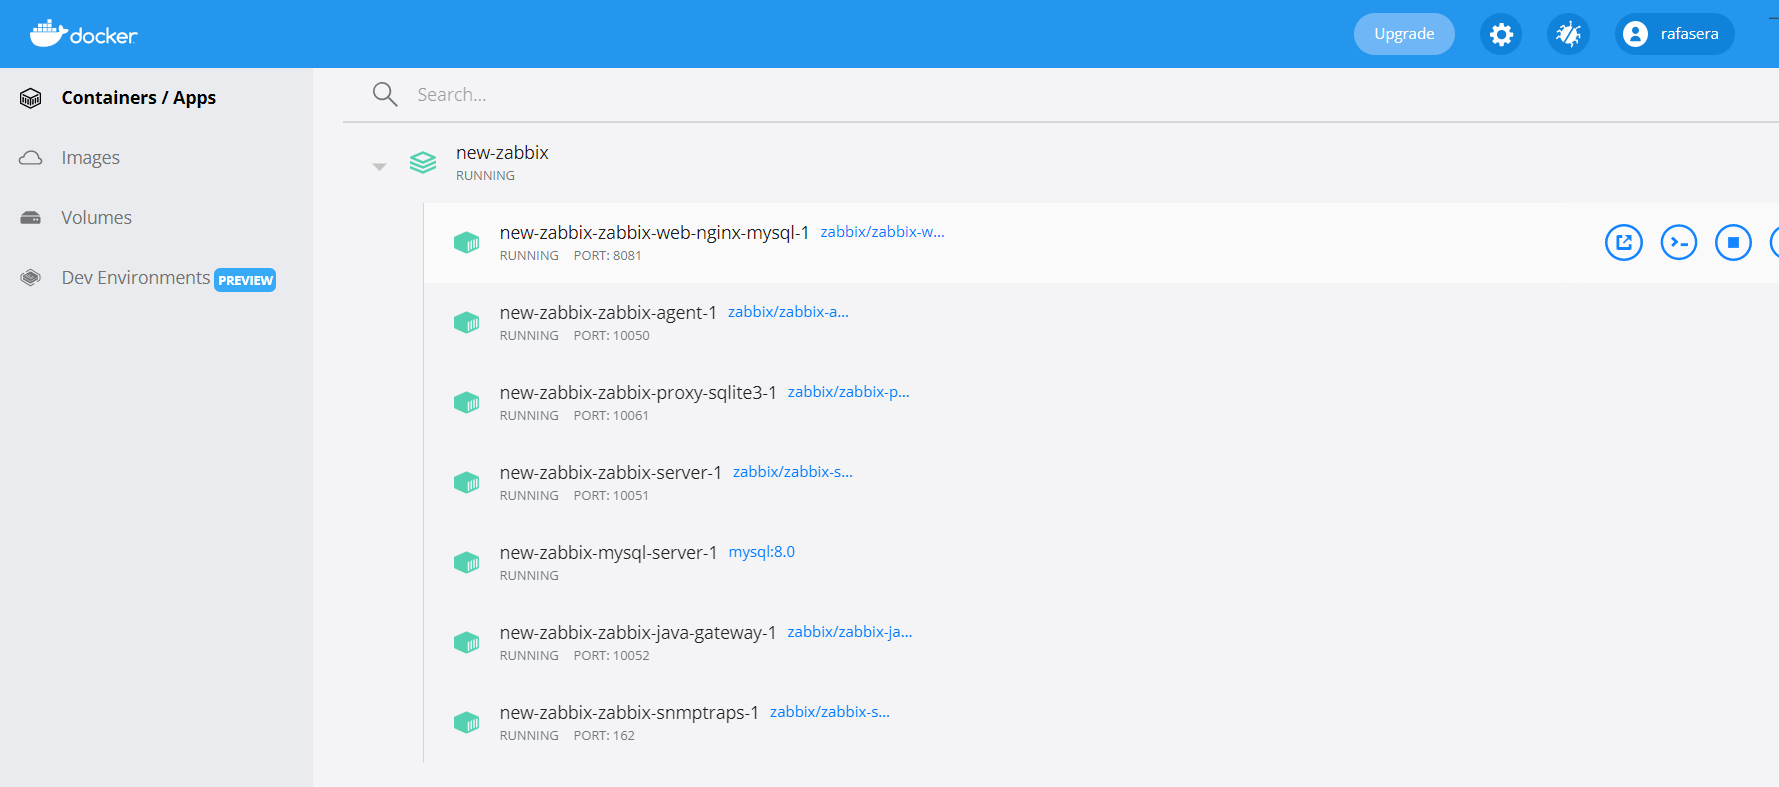 docker
Upgrade
rafasera
Containers / Apps
Images
Volumes
Dev Environments PREVIEW
Search...
new-zabbix
RUNNING
new-zabbix-zabbix-web-nginx-mysql-1 zabbix/zabbix-w...
RUNNING PORT: 8081
new-zabbix-zabbix-agent-1 zabbix/zabbix-a...
RUNNING PORT: 10050
new-zabbix-zabbix-proxy-sqlite3-1 zabbix/zabbix-p...
RUNNING PORT: 10061
new-zabbix-zabbix-server-1 zabbix/zabbix-s...
RUNNING PORT: 10051
new-zabbix-mysql-server-1 mysql:8.0
RUNNING
new-zabbix-zabbix-java-gateway-1 zabbix/zabbix-ja...
RUNNING PORT: 10052
new-zabbix-zabbix-snmptraps-1 zabbix/zabbix-s...
RUNNING PORT: 162